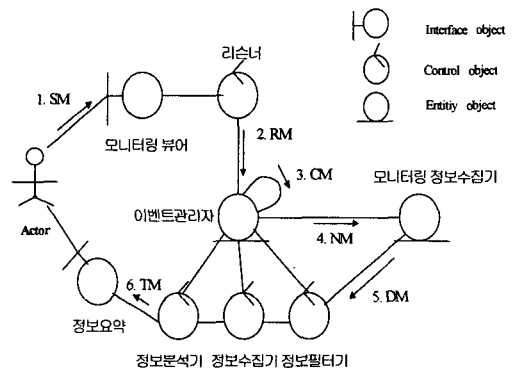 리슨너
Interface object
Control object
Entitiy object
1. SM
모니터링 뷰어
2. RM
3. CM
모니터링 정보수집기
이벤트관리자
4. NM
Actor
6. TM
5. DM
정보요약
정보분석기 정보수집기 정보필터기